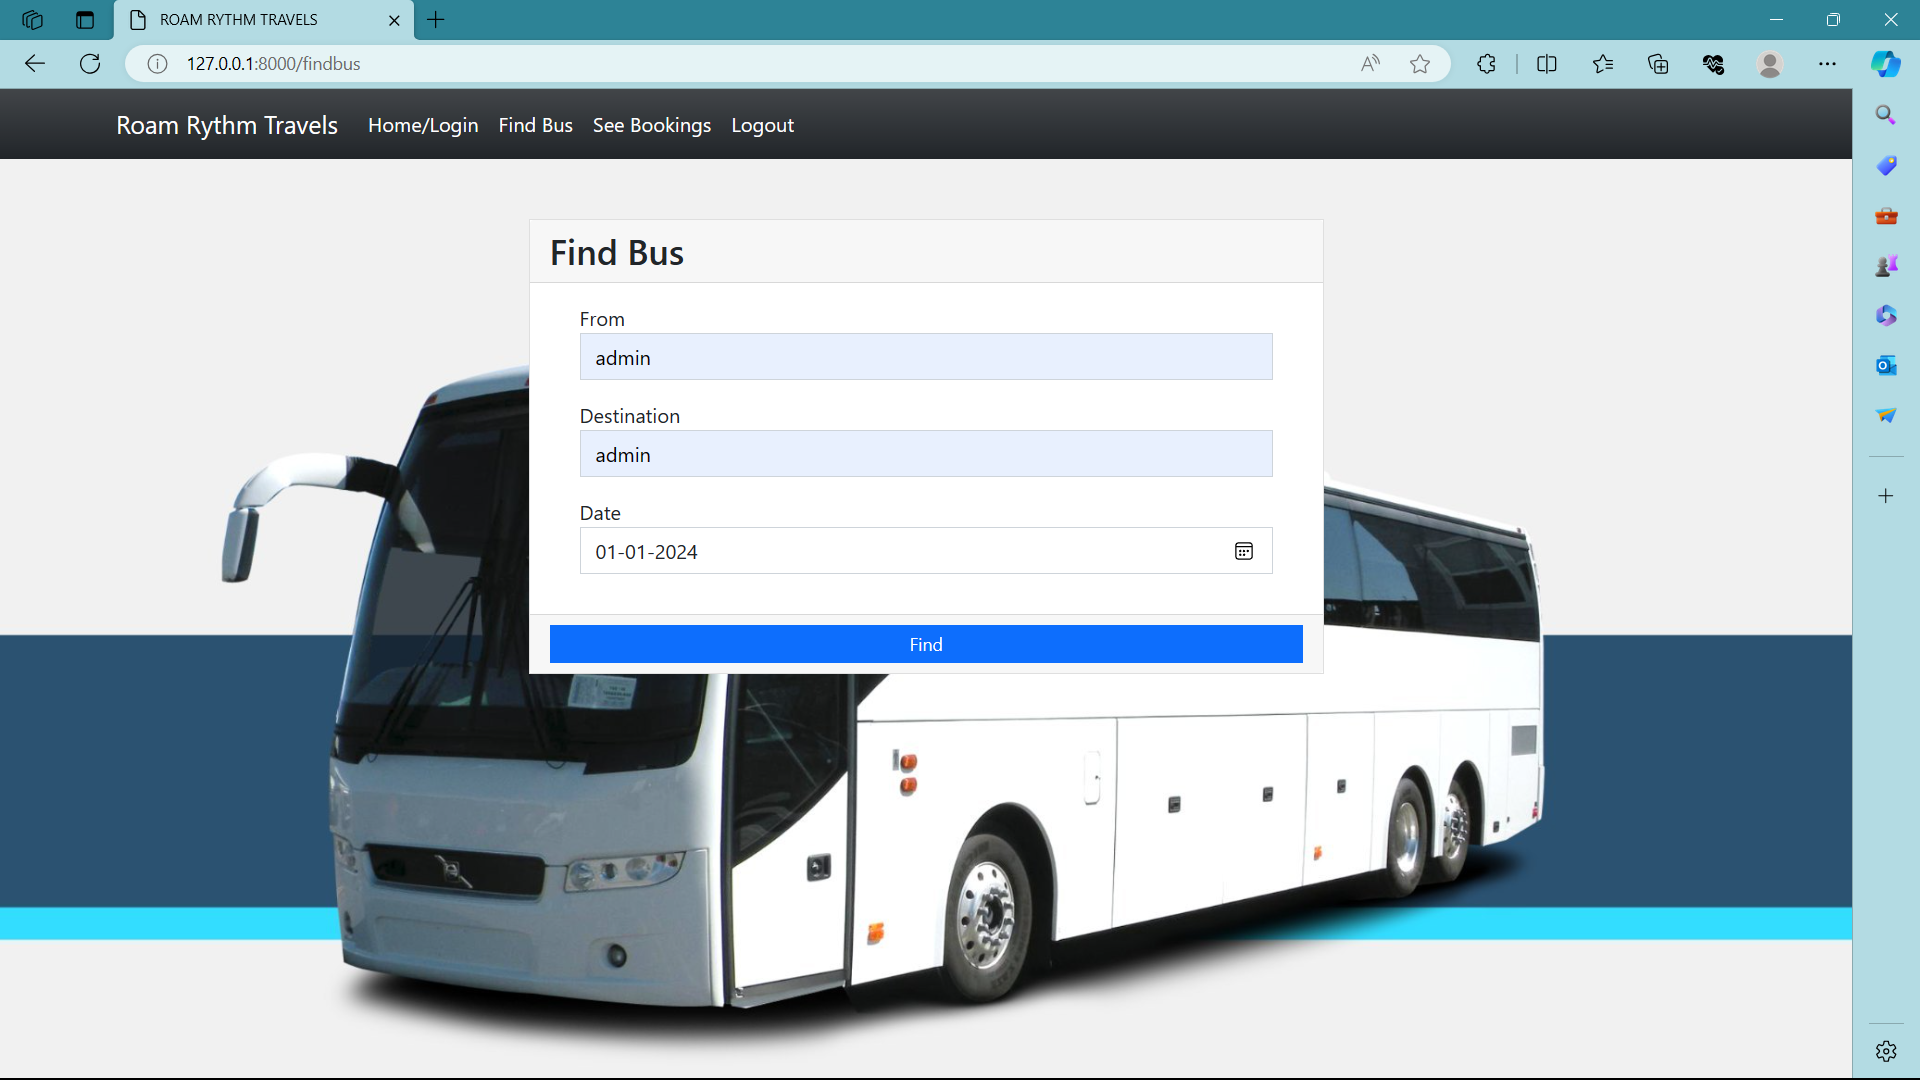 ROAM RYTHM TRAVELS
127.0.0.1:8000/findbus
Roam Rythm Travels Home/Login Find Bus See Bookings Logout
Find Bus
From
admin
Destination
admin
Date
01-01-2024
Find